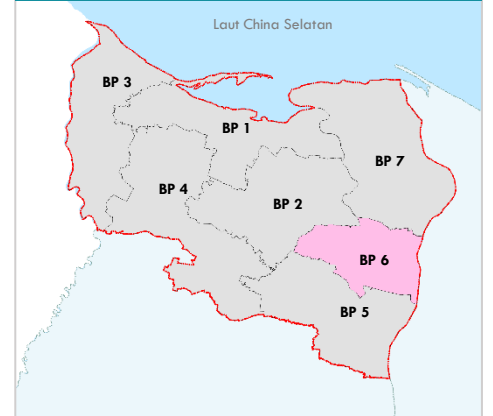 Laut China Selatan
BP 3
BP 1
BP 7
BP 4
BP 2
BP 6
BP 5